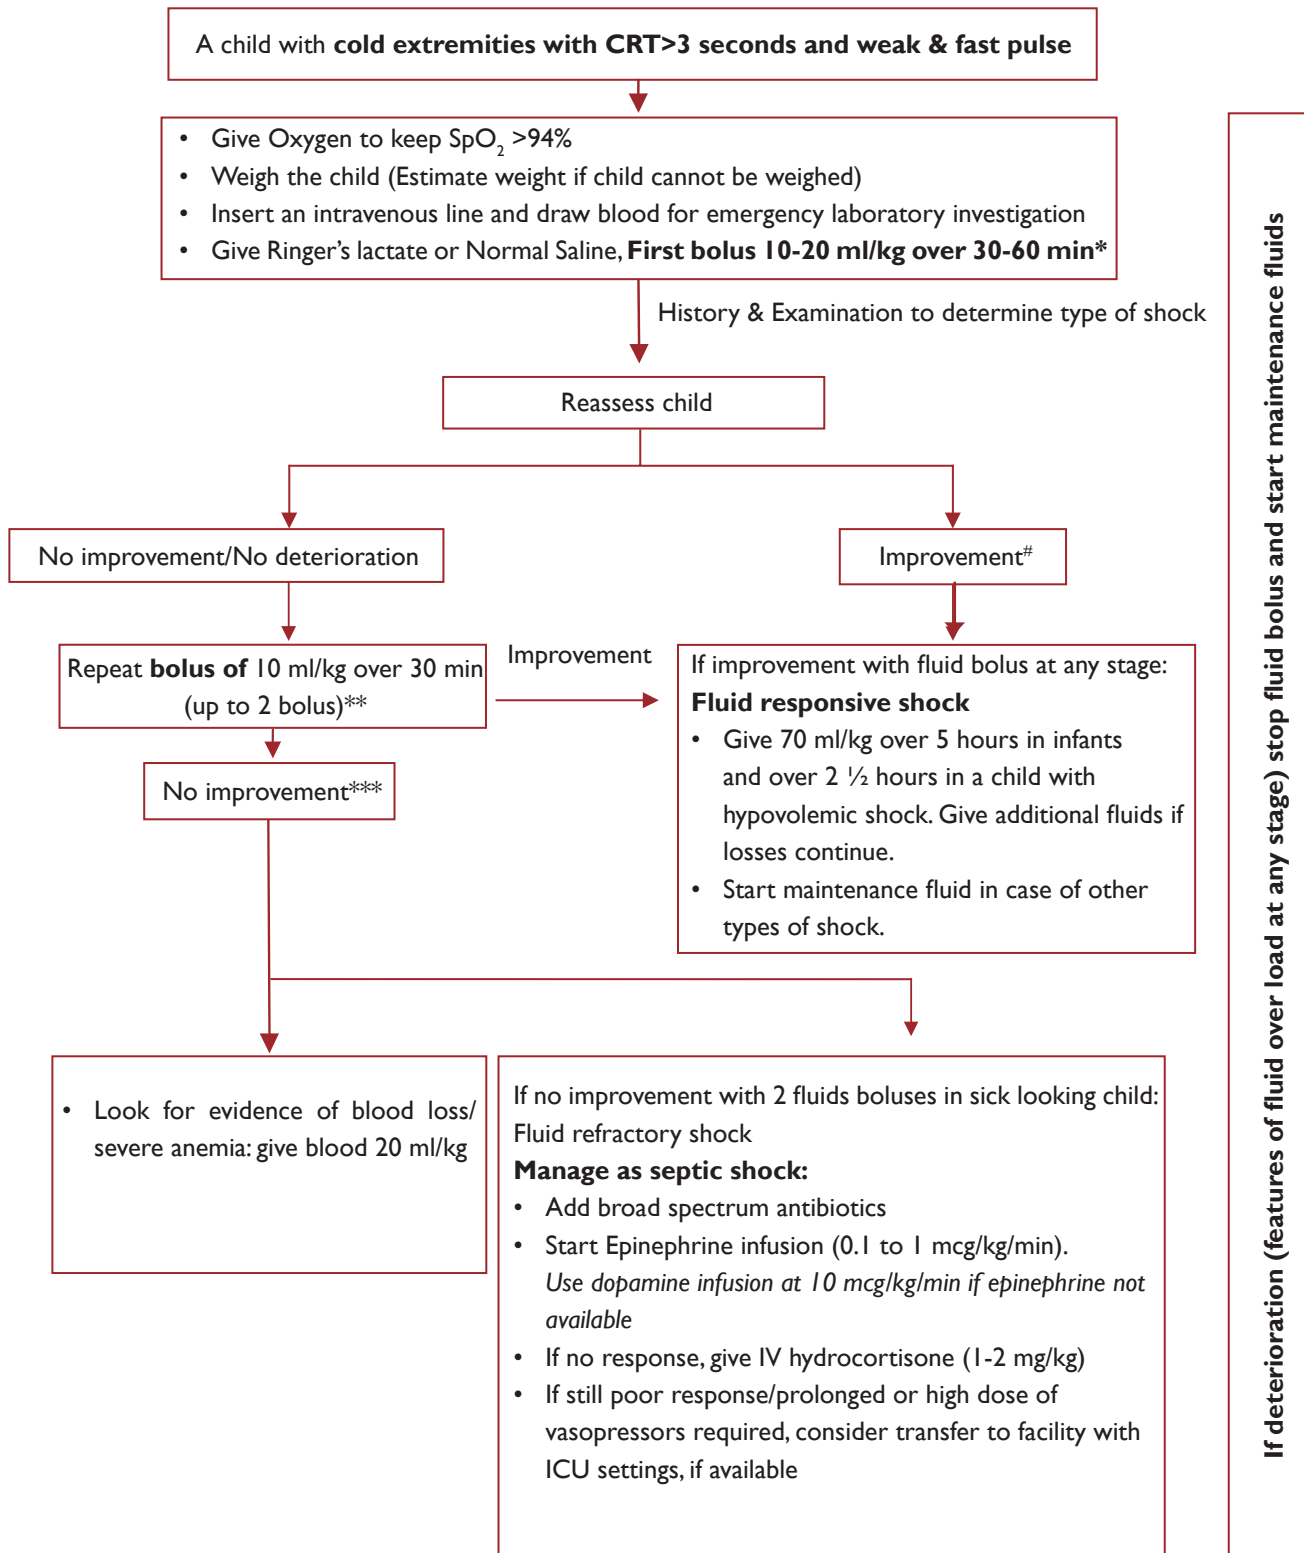 A child with cold extremities with CRT>3 seconds and weak & fast pulse
• Give Oxygen to keep SpO2 >94%
• Weigh the child (Estimate weight if child cannot be weighed)
• Insert an intravenous line and draw blood for emergency laboratory investigation
• Give Ringer's lactate or Normal Saline, First bolus 10-20 ml/kg over 30-60 min*
History & Examination to determine type of shock
Reassess child
No improvement/No deterioration
Improvement#
Repeat bolus of 10 ml/kg over 30 min
(up to 2 bolus)**
Improvement
If improvement with fluid bolus at any stage:
Fluid responsive shock
• Give 70 ml/kg over 5 hours in infants
and over 2 ½ hours in a child with
hypovolemic shock. Give additional fluids if
losses continue.
• Start maintenance fluid in case of other
types of shock.
No improvement***
• Look for evidence of blood loss/
severe anemia: give blood 20 ml/kg
If no improvement with 2 fluids boluses in sick looking child:
Fluid refractory shock
Manage as septic shock:
• Add broad spectrum antibiotics
• Start Epinephrine infusion (0.1 to 1 mcg/kg/min).
Use dopamine infusion at 10 mcg/kg/min if epinephrine not
available
• If no response, give IV hydrocortisone (1-2 mg/kg)
• If still poor response/prolonged or high dose of
vasopressors required, consider transfer to facility with
ICU settings, if available
If deterioration (features of fluid over load at any stage) stop fluid bolus and start maintenance fluids